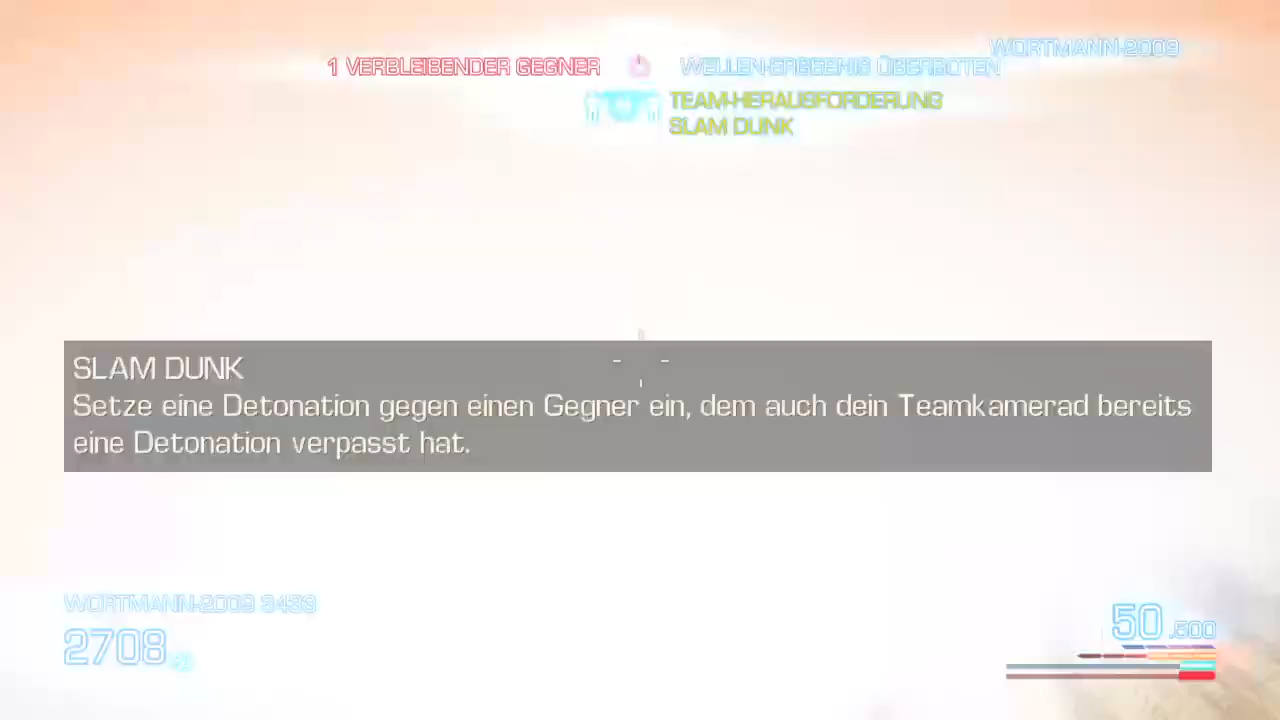 WORTMANN-2009
1 VERBLEIBENDER GEGNER
WELLEN-ERGEBNIS ÜBERBOTEN
TEAM-HERAUSFORDERUNG
SLAM DUNK
SLAM DUNK
Setze eine Detonation gegen einen Gegner ein, dem auch dein Teamkamerad bereits
eine Detonation verpasst hat.
WORTMANN-2009 3433
2708
50.500